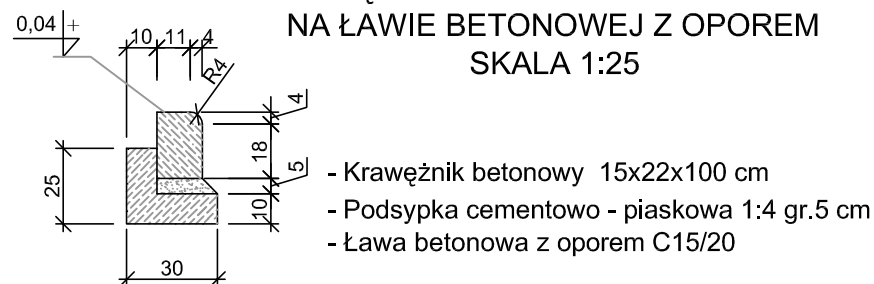 NA ŁAWIE BETONOWEJ Z OPOREM
SKALA 1:25
0,04 +
10 11 4
R4
4
18
5
10
25
30
- Krawężnik betonowy 15x22x100 cm
- Podsypka cementowo - piaskowa 1:4 gr.5 cm
- Ława betonowa z oporem C15/20